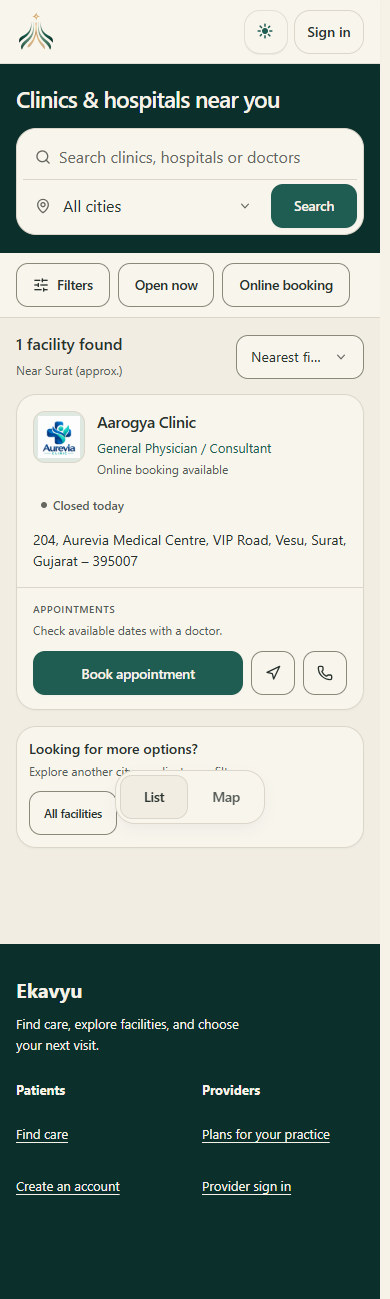 Sign in
Clinics & hospitals near you
Search clinics, hospitals or doctors
All cities
Search
Filters
Open now
Online booking
1 facility found
Near Surat (approx.)
Nearest fi...
Aurevia
CLINIC
Aarogya Clinic
General Physician / Consultant
Online booking available
Closed today
204, Aurevia Medical Centre, VIP Road, Vesu, Surat,
Gujarat – 395007
APPOINTMENTS
Check available dates with a doctor.
Book appointment
Looking for more options?
Explore another
All facilities
List
Map
Ekavyu
Find care, explore facilities, and choose
your next visit.
Patients
Providers
Find care
Plans for your practice
Create an account
Provider sign in